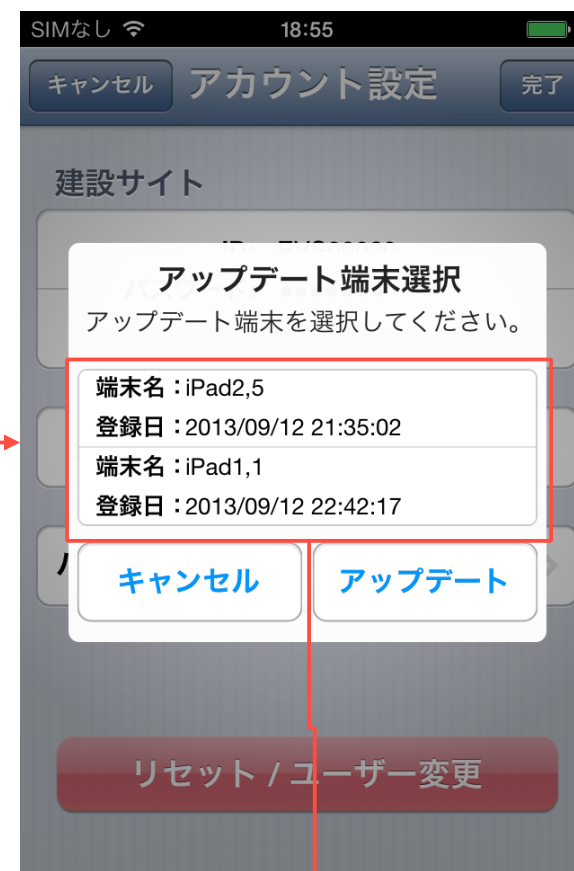 SIMなし 18:55
キャンセル アカウント設定 完了
建設サイト
アップデート端末選択
アップデート端末を選択してください。
端末名：iPad2,5
登録日：2013/09/12 21:35:02
端末名：iPad1,1
登録日：2013/09/12 22:42:17
キャンセル アップデート
リセット / ユーザー変更